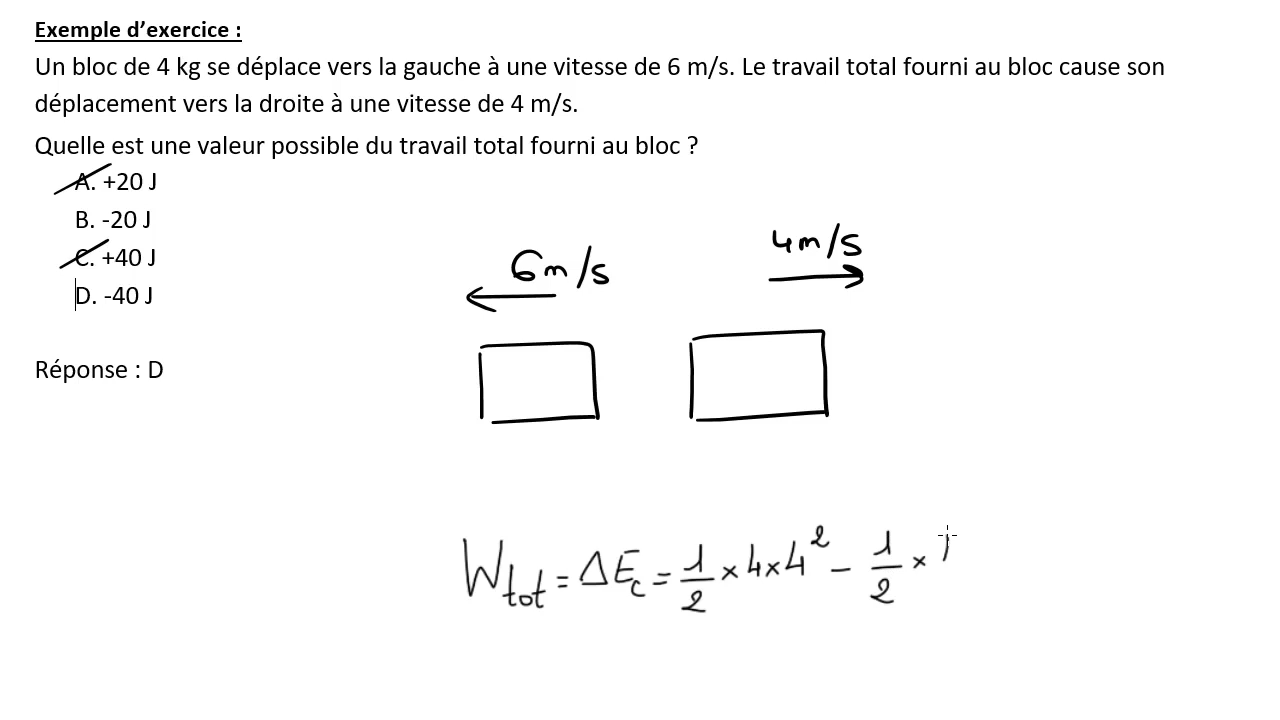 Exemple d’exercice :
Un bloc de 4 kg se déplace vers la gauche à une vitesse de 6 m/s. Le travail total fourni au bloc cause son
déplacement vers la droite à une vitesse de 4 m/s.
Quelle est une valeur possible du travail total fourni au bloc ?
A. +20 J
B. -20 J
C. +40 J
D. -40 J
6m/s
4m/s
Réponse : D
W_tot = ΔE_c = 1/2 × 4 × 4² - 1/2 ×